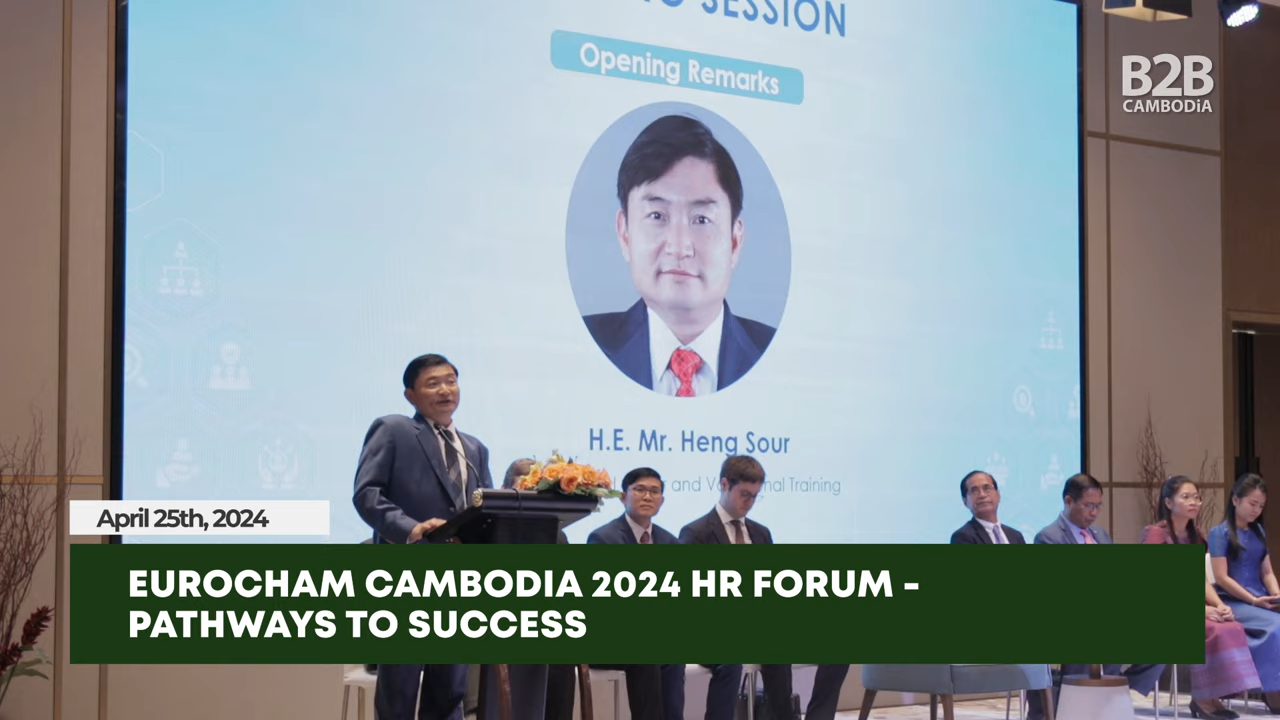 SESSION
Opening Remarks
B2B
CAMBODiA
H.E. Mr. Heng Sour
and Training
April 25th, 2024
EUROCHAM CAMBODIA 2024 HR FORUM -
PATHWAYS TO SUCCESS